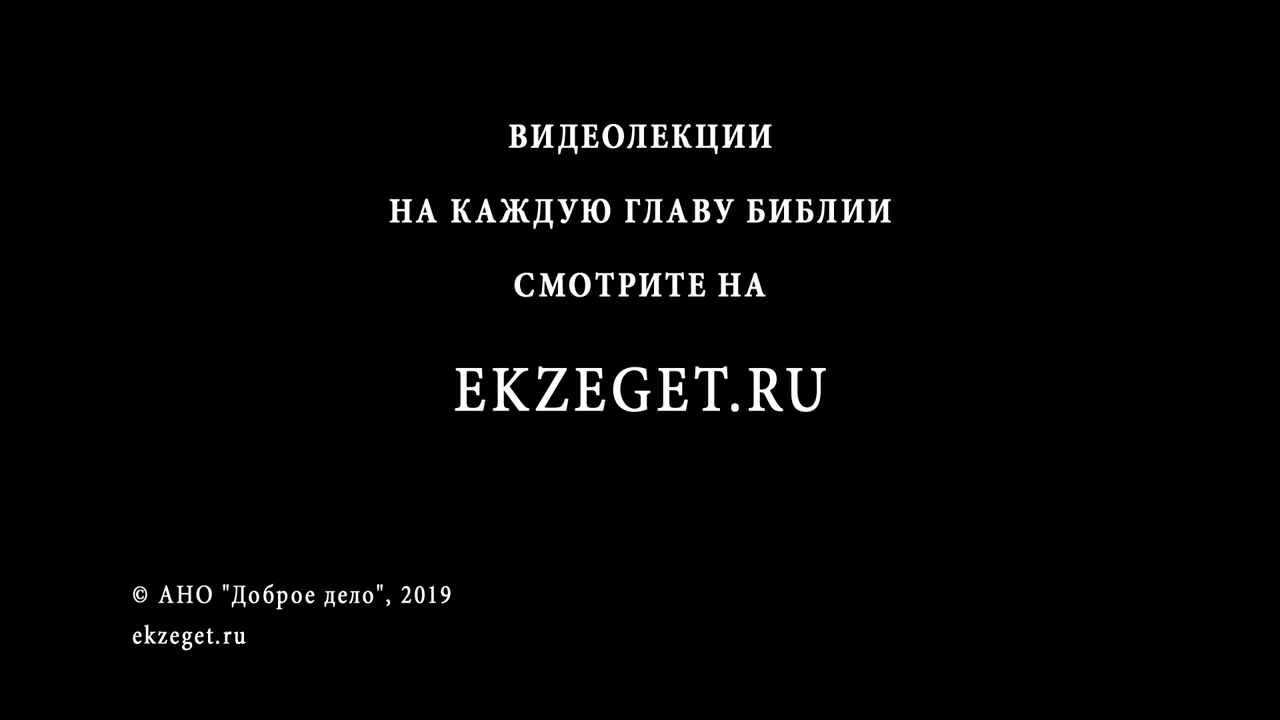 ВИДЕОЛЕКЦИИ
НА КАЖДУЮ ГЛАВУ БИБЛИИ
СМОТРИТЕ НА
EKZEGET.RU
© АНО "Доброе дело", 2019
ekzeget.ru